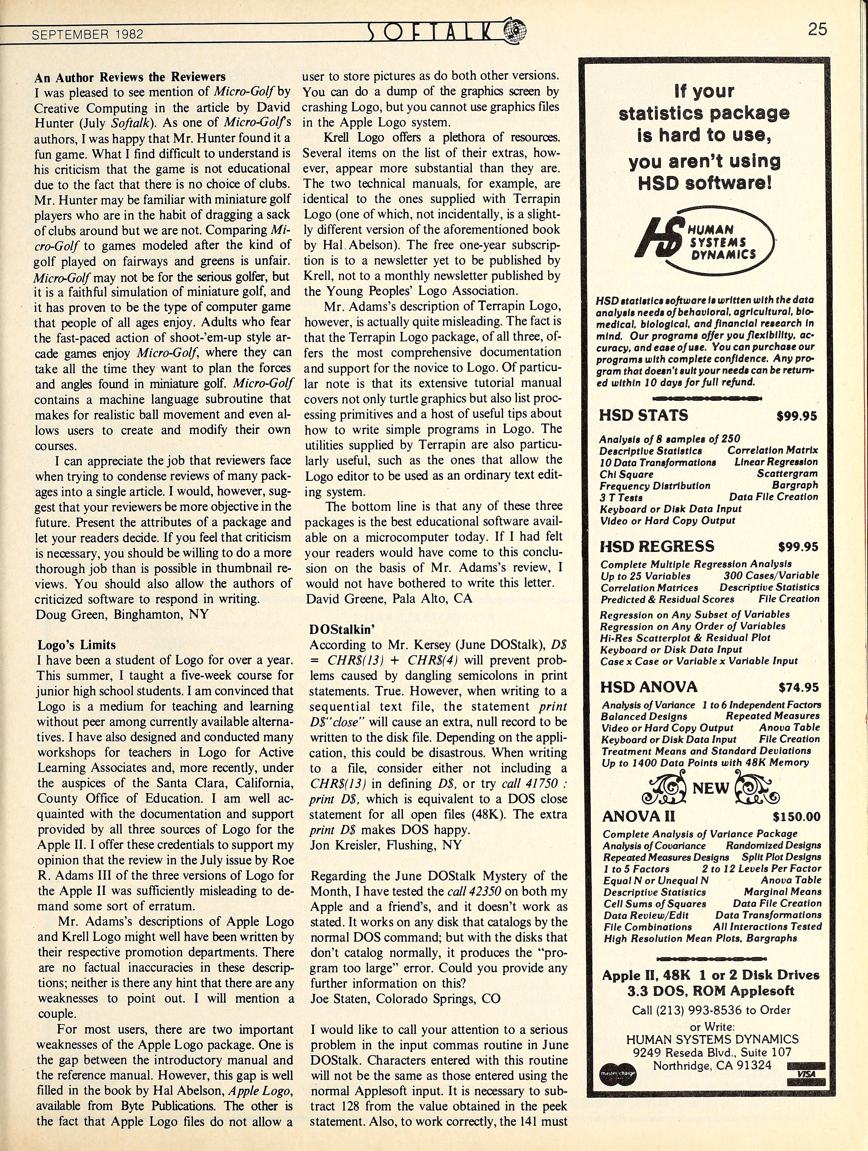 SEPTEMBER 1982
SOFTALK
25
An Author Reviews the Reviewers
I was pleased to see mention of Micro-Golf by
Creative Computing in the article by David
Hunter (July Softalk). As one of Micro-Golf's
authors, I was happy that Mr. Hunter found it a
fun game. What I find difficult to understand is
his criticism that the game is not educational
due to the fact that there is no choice of clubs.
Mr. Hunter may be familiar with miniature golf
players who are in the habit of dragging a sack
of clubs around but we are not. Comparing Mi-
cro-Golf to games modeled after the kind of
golf played on fairways and greens is unfair.
Micro-Golf may not be for the serious golfer, but
it is a faithful simulation of miniature golf, and
it has proven to be the type of computer game
that people of all ages enjoy. Adults who fear
the fast-paced action of shoot-'em-up style ar-
cade games enjoy Micro-Golf, where they can
take all the time they want to plan the forces
and angles found in miniature golf. Micro-Golf
contains a machine language subroutine that
makes for realistic ball movement and even al-
lows users to create and modify their own
courses.
I can appreciate the job that reviewers face
when trying to condense reviews of many pack-
ages into a single article. I would, however, sug-
gest that your reviewers be more objective in the
future. Present the attributes of a package and
let your readers decide. If you feel that criticism
is necessary, you should be willing to do a more
thorough job than is possible in thumbnail re-
views. You should also allow the authors of
criticized software to respond in writing.
Doug Green, Binghamton, NY
Logo's Limits
I have been a student of Logo for over a year.
This summer, I taught a five-week course for
junior high school students. I am convinced that
Logo is a medium for teaching and learning
without peer among currently available alterna-
tives. I have also designed and conducted many
workshops for teachers in Logo for Active
Learning Associates and, more recently, under
the auspices of the Santa Clara, California,
County Office of Education. I am well ac-
quainted with the documentation and support
provided by all three sources of Logo for the
Apple II. I offer these credentials to support my
opinion that the review in the July issue by Roe
R. Adams III of the three versions of Logo for
the Apple II was sufficiently misleading to de-
mand some sort of erratum.
Mr. Adams's descriptions of Apple Logo
and Krell Logo might well have been written by
their respective promotion departments. There
are no factual inaccuracies in these descrip-
tions; neither is there any hint that there are any
weaknesses to point out. I will mention a
couple.
For most users, there are two important
weaknesses of the Apple Logo package. One is
the gap between the introductory manual and
the reference manual. However, this gap is well
filled in the book by Hal Abelson, Apple Logo,
available from Byte Publications. The other is
the fact that Apple Logo files do not allow a
user to store pictures as do both other versions.
You can do a dump of the graphics screen by
crashing Logo, but you cannot use graphics files
in the Apple Logo system.
Krell Logo offers a plethora of resources.
Several items on the list of their extras, how-
ever, appear more substantial than they are.
The two technical manuals, for example, are
identical to the ones supplied with Terrapin
Logo (one of which, not incidentally, is a slight-
ly different version of the aforementioned book
by Hal Abelson). The free one-year subscrip-
tion is to a newsletter yet to be published by
Krell, not to a monthly newsletter published by
the Young Peoples' Logo Association.
Mr. Adams's description of Terrapin Logo,
however, is actually quite misleading. The fact is
that the Terrapin Logo package, of all three, of-
fers the most comprehensive documentation
and support for the novice to Logo. Of particu-
lar note is that its extensive tutorial manual
covers not only turtle graphics but also list proc-
essing primitives and a host of useful tips about
how to write simple programs in Logo. The
utilities supplied by Terrapin are also particu-
larly useful, such as the ones that allow the
Logo editor to be used as an ordinary text edit-
ing system.
The bottom line is that any of these three
packages is the best educational software avail-
able on a microcomputer today. If I had felt
your readers would have come to this conclu-
sion on the basis of Mr. Adams's review, I
would not have bothered to write this letter.
David Greene, Pala Alto, CA
DOStalkin'
According to Mr. Kersey (June DOStalk), D$
= CHR$(13) + CHR$(4) will prevent prob-
lems caused by dangling semicolons in print
statements. True. However, when writing to a
sequential text file, the statement print
D$"close" will cause an extra, null record to be
written to the disk file. Depending on the appli-
cation, this could be disastrous. When writing
to a file, consider either not including a
CHR$(13) in defining D$, or try call 41750 :
print D$, which is equivalent to a DOS close
statement for all open files (48K). The extra
print D$ makes DOS happy.
Jon Kreisler, Flushing, NY
Regarding the June DOStalk Mystery of the
Month, I have tested the call 42350 on both my
Apple and a friend's, and it doesn't work as
stated. It works on any disk that catalogs by the
normal DOS command; but with the disks that
don't catalog normally, it produces the "pro-
gram too large" error. Could you provide any
further information on this?
Joe Staten, Colorado Springs, CO
I would like to call your attention to a serious
problem in the input commas routine in June
DOStalk. Characters entered with this routine
will not be the same as those entered using the
normal Applesoft input. It is necessary to sub-
tract 128 from the value obtained in the peek
statement. Also, to work correctly, the 141 must
If your
statistics package
is hard to use,
you aren't using
HSD software!
HS HUMAN
SYSTEMS
DYNAMICS
HSD statistics software is written with the data
analysis needs of behavioral, agricultural, bio-
medical, biological, and financial research in
mind. Our programs offer you flexibility, ac-
curacy, and ease of use. You can purchase our
programs with complete confidence. Any pro-
gram that doesn't suit your needs can be return-
ed within 10 days for full refund.
HSD STATS $99.95
Analysis of 8 samples of 250
Descriptive Statistics Correlation Matrix
10 Data Transformations Linear Regression
Chi Square Scattergram
Frequency Distribution Bargraph
3 T Tests Data File Creation
Keyboard or Disk Data Input
Video or Hard Copy Output
HSD REGRESS $99.95
Complete Multiple Regression Analysis
Up to 25 Variables 300 Cases/Variable
Correlation Matrices Descriptive Statistics
Predicted & Residual Scores File Creation
Regression on Any Subset of Variables
Regression on Any Order of Variables
Hi-Res Scatterplot & Residual Plot
Keyboard or Disk Data Input
Case x Case or Variable x Variable Input
HSD ANOVA $74.95
Analysis of Variance 1 to 6 Independent Factors
Balanced Designs Repeated Measures
Video or Hard Copy Output Anova Table
Keyboard or Disk Data Input File Creation
Treatment Means and Standard Deviations
Up to 1400 Data Points with 48K Memory
NEW
ANOVA II $150.00
Complete Analysis of Variance Package
Analysis of Covariance Randomized Designs
Repeated Measures Designs Split Plot Designs
1 to 5 Factors 2 to 12 Levels Per Factor
Equal N or Unequal N Anova Table
Descriptive Statistics Marginal Means
Cell Sums of Squares Data File Creation
Data Review/Edit Data Transformations
File Combinations All Interactions Tested
High Resolution Mean Plots, Bargraphs
Apple II, 48K 1 or 2 Disk Drives
3.3 DOS, ROM Applesoft
Call (213) 993-8536 to Order
or Write:
HUMAN SYSTEMS DYNAMICS
9249 Reseda Blvd., Suite 107
Northridge, CA 91324
master charge
VISA